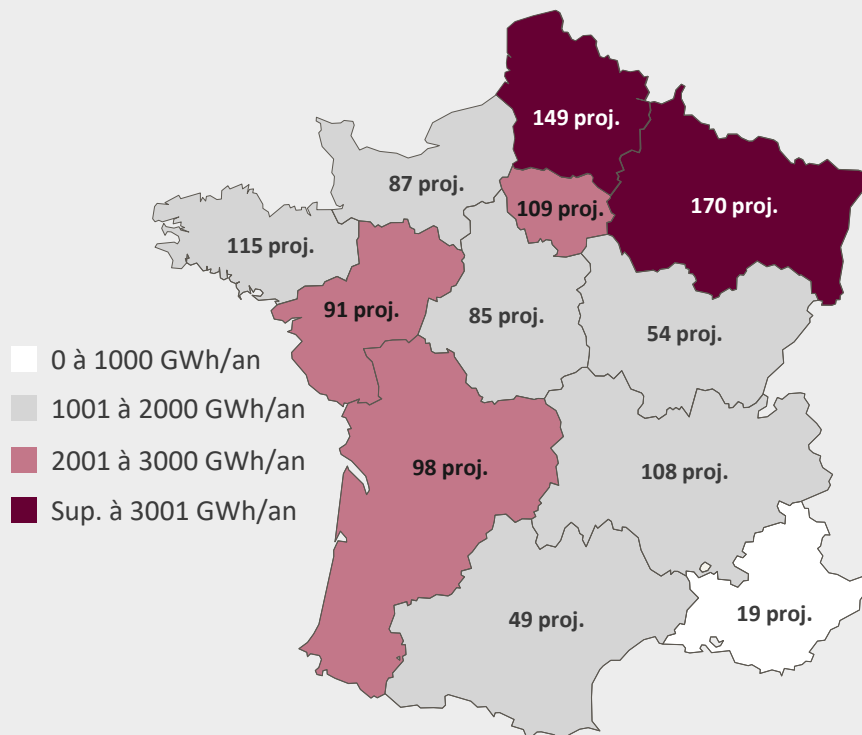 149 proj.
87 proj.
109 proj.
170 proj.
115 proj.
91 proj.
85 proj.
54 proj.
0 à 1000 GWh/an
1001 à 2000 GWh/an
2001 à 3000 GWh/an
Sup. à 3001 GWh/an
98 proj.
108 proj.
49 proj.
19 proj.